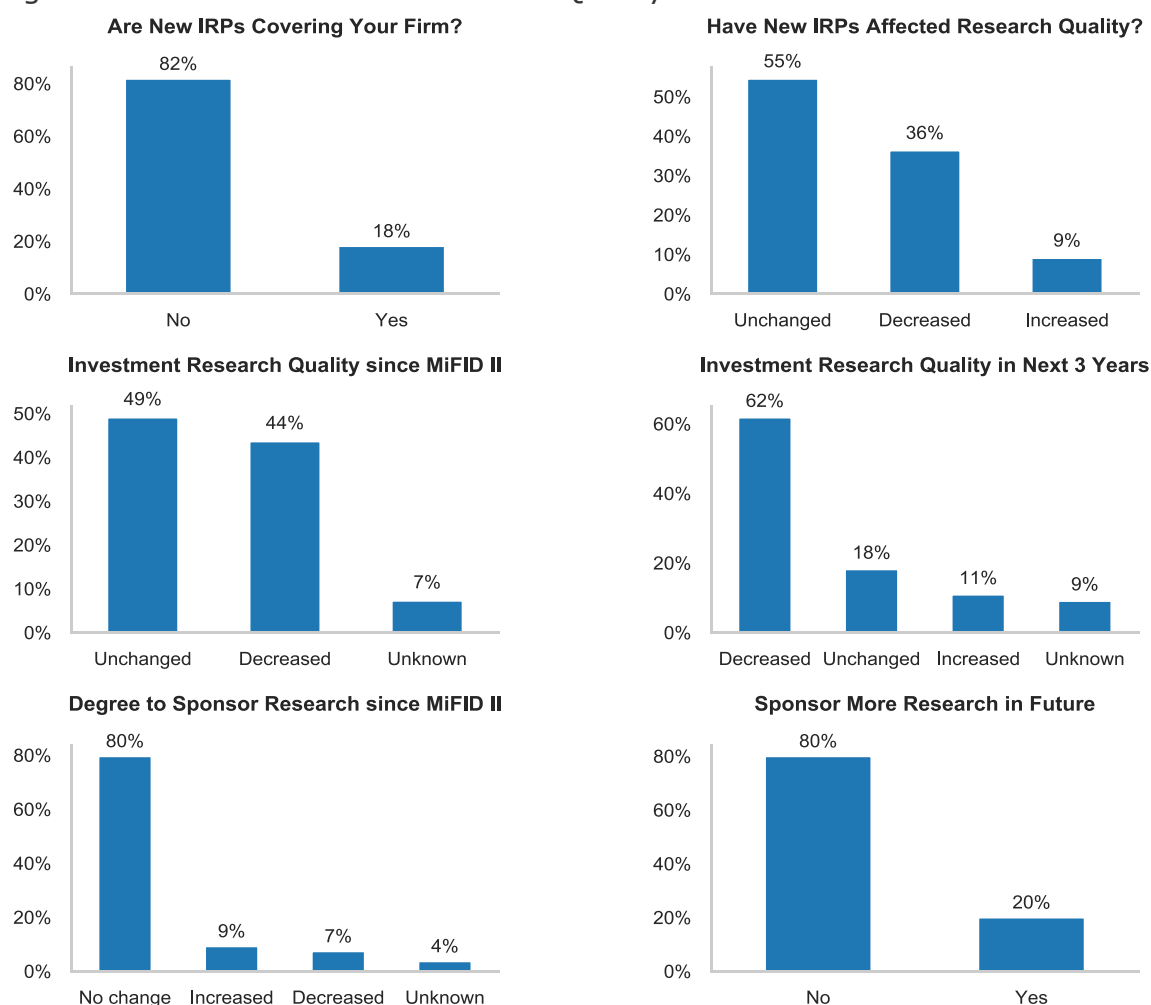 Are New IRPs Covering Your Firm?
82%
80%
60%
40%
20%
0%
18%
No
Yes
Have New IRPs Affected Research Quality?
55%
50%
40%
30%
20%
10%
0%
36%
9%
Unchanged
Decreased
Increased
Investment Research Quality since MiFID II
49%
50%
40%
30%
20%
10%
0%
44%
7%
Unchanged
Decreased
Unknown
Investment Research Quality in Next 3 Years
62%
60%
40%
20%
0%
18%
11%
9%
Decreased
Unchanged
Increased
Unknown
Degree to Sponsor Research since MiFID II
80%
80%
60%
40%
20%
0%
9%
7%
4%
No change
Increased
Decreased
Unknown
Sponsor More Research in Future
80%
80%
60%
40%
20%
0%
20%
No
Yes